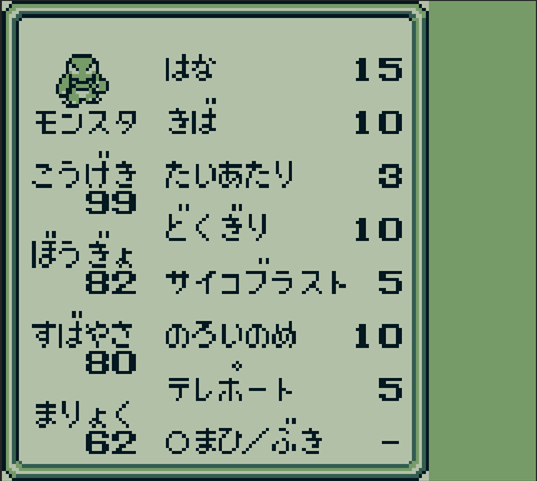 はな 15
モンスタ きば 10
こうげき たいあたり 3
99
どくぎり 10
ぼうぎょ
82 サイコブラスト 5
すばやさ のろいのめ 10
80
テレポート 5
まりょく
62 ○まひ/ぶき -